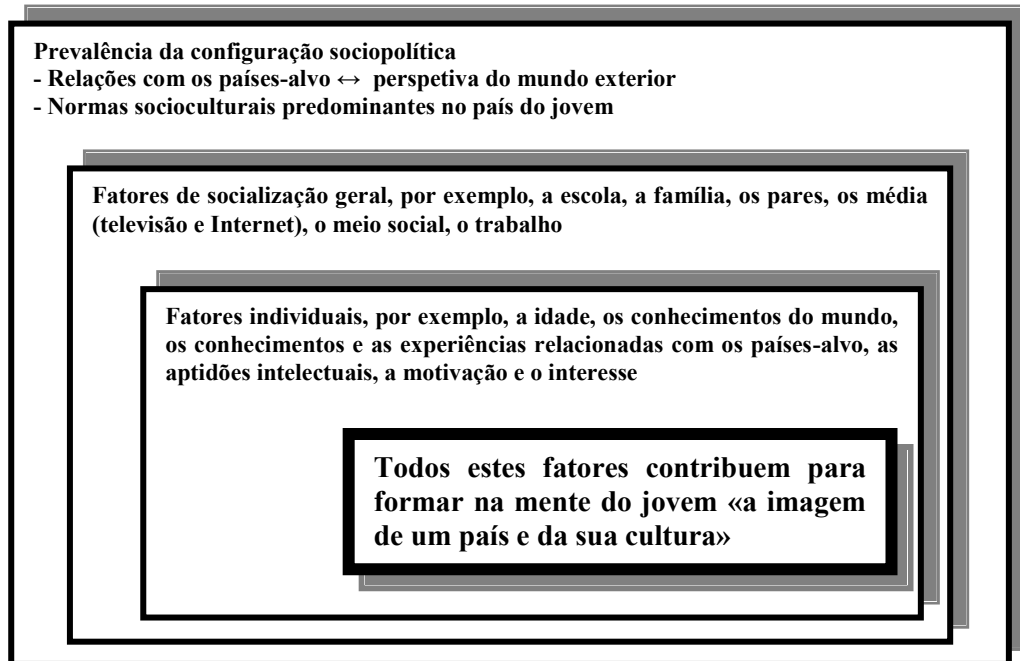 Prevalência da configuração sociopolítica
- Relações com os países-alvo ↔ perspetiva do mundo exterior
- Normas socioculturais predominantes no país do jovem
Fatores de socialização geral, por exemplo, a escola, a família, os pares, os média
(televisão e Internet), o meio social, o trabalho
Fatores individuais, por exemplo, a idade, os conhecimentos do mundo,
os conhecimentos e as experiências relacionadas com os países-alvo, as
aptidões intelectuais, a motivação e o interesse
Todos estes fatores contribuem para
formar na mente do jovem «a imagem
de um país e da sua cultura»